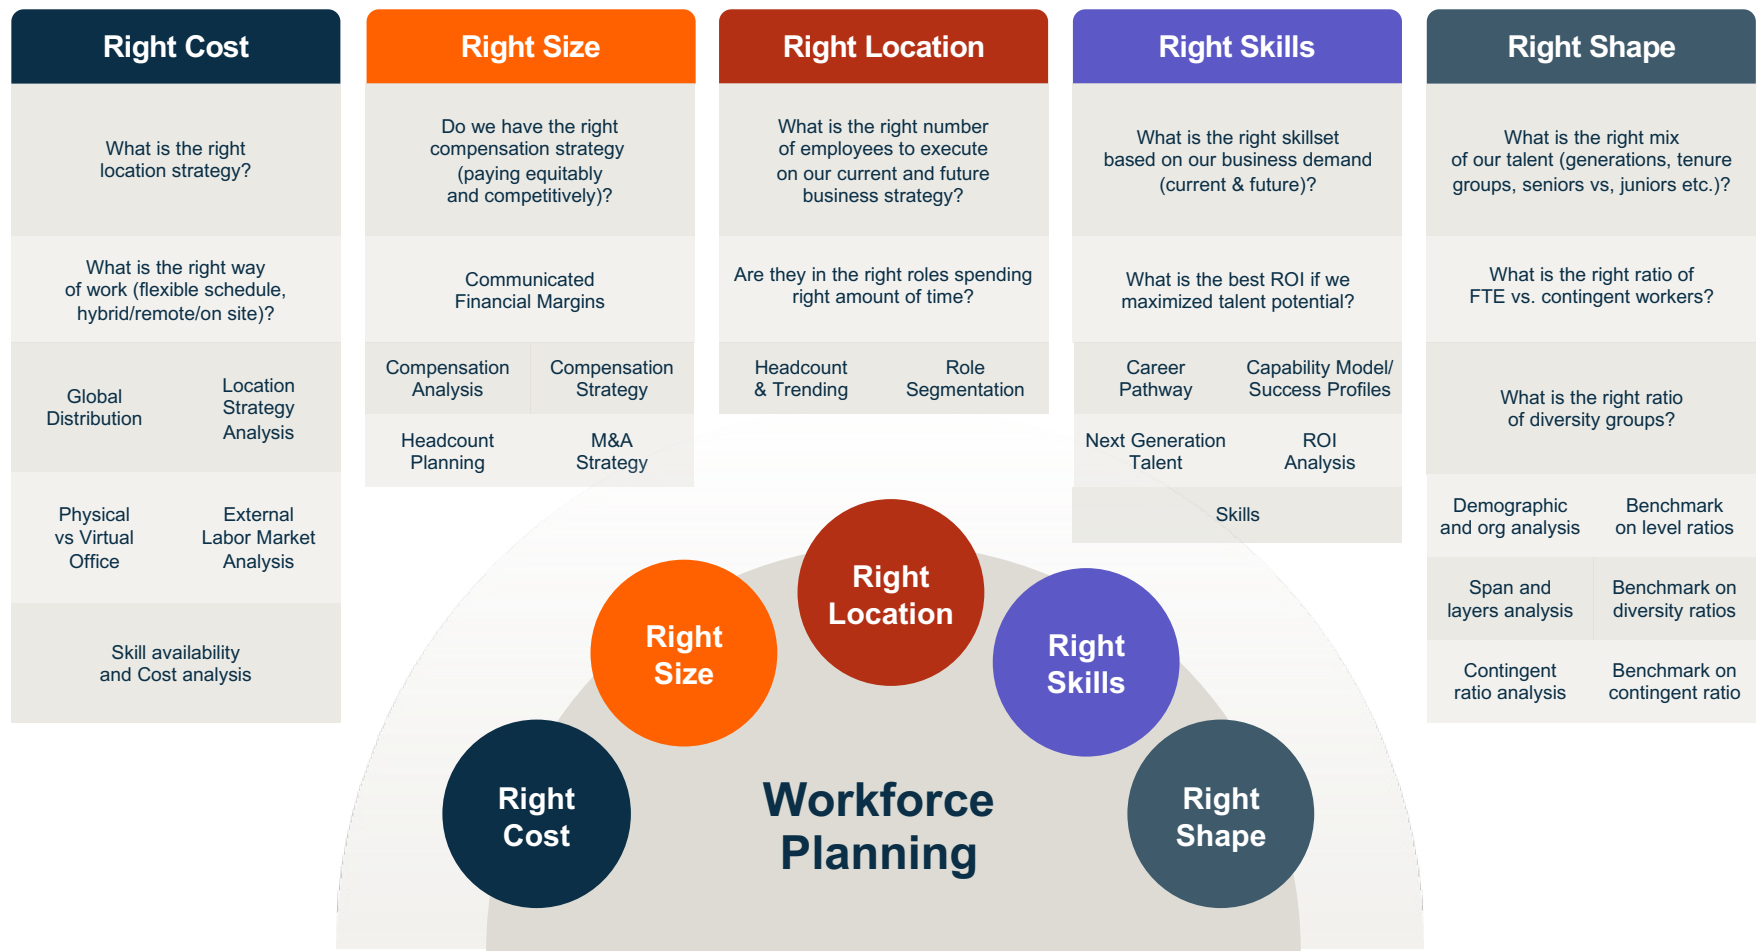 Right Cost
What is the right
location strategy?
What is the right way
of work (flexible schedule,
hybrid/remote/on site)?
Global
Distribution
Location
Strategy
Analysis
Physical
vs Virtual
Office
External
Labor Market
Analysis
Skill availability
and Cost analysis
Right Size
Do we have the right
compensation strategy
(paying equitably
and competitively)?
Communicated
Financial Margins
Compensation
Analysis
Compensation
Strategy
Headcount
Planning
M&A
Strategy
Right Location
What is the right number
of employees to execute
on our current and future
business strategy?
Are they in the right roles spending
right amount of time?
Headcount
& Trending
Role
Segmentation
Right Skills
What is the right skillset
based on our business demand
(current & future)?
What is the best ROI if we
maximized talent potential?
Career
Pathway
Capability Model/
Success Profiles
Next Generation
Talent
ROI
Analysis
Skills
Right Shape
What is the right mix
of our talent (generations, tenure
groups, seniors vs, juniors etc.)?
What is the right ratio of
FTE vs. contingent workers?
What is the right ratio
of diversity groups?
Demographic
and org analysis
Benchmark
on level ratios
Span and
layers analysis
Benchmark on
diversity ratios
Contingent
ratio analysis
Benchmark on
contingent ratio
Right
Cost
Right
Size
Right
Location
Right
Skills
Right
Shape
Workforce
Planning